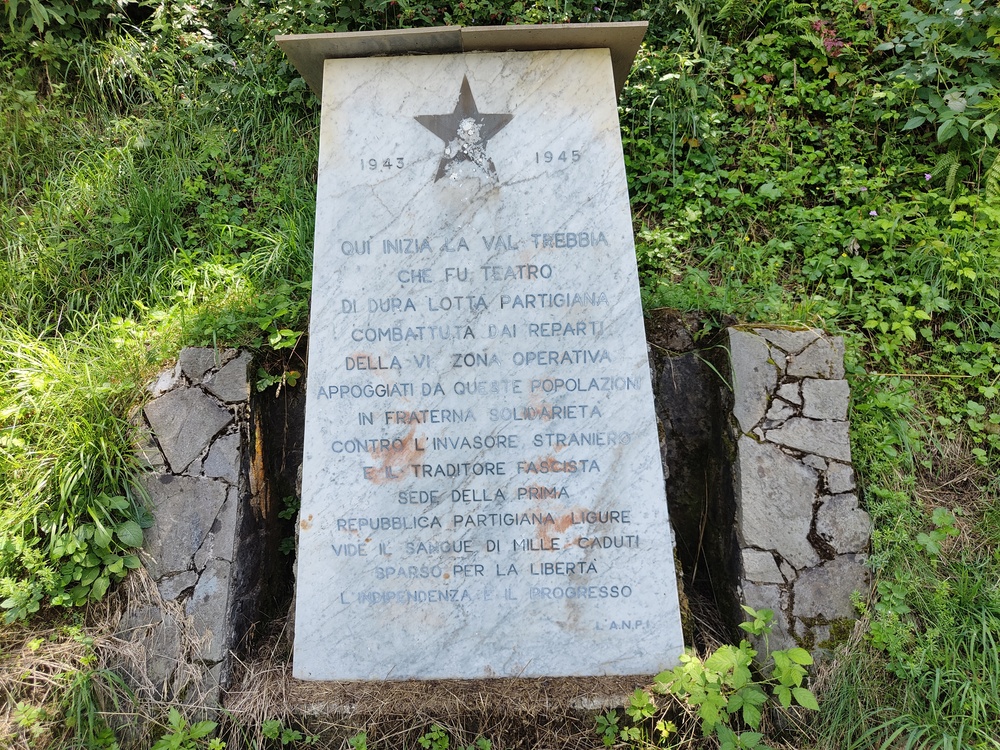 1943 1945
QUI INIZIA LA VAL TREBBIA
CHE FU TEATRO
DI DURA LOTTA PARTIGIANA
COMBATTUTA DAI REPARTI
DELLA VI ZONA OPERATIVA
APPOGGIATI DA QUESTE POPOLAZIONI
IN FRATERNA SOLIDARIETA
CONTRO L'INVASORE STRANIERO
E IL TRADITORE FASCISTA
SEDE DELLA PRIMA
REPUBBLICA PARTIGIANA LIGURE
VIDE IL SANGUE DI MILLE CADUTI
SPARSO PER LA LIBERTÀ
L'INDIPENDENZA E IL PROGRESSO
L'A.N.P.I.